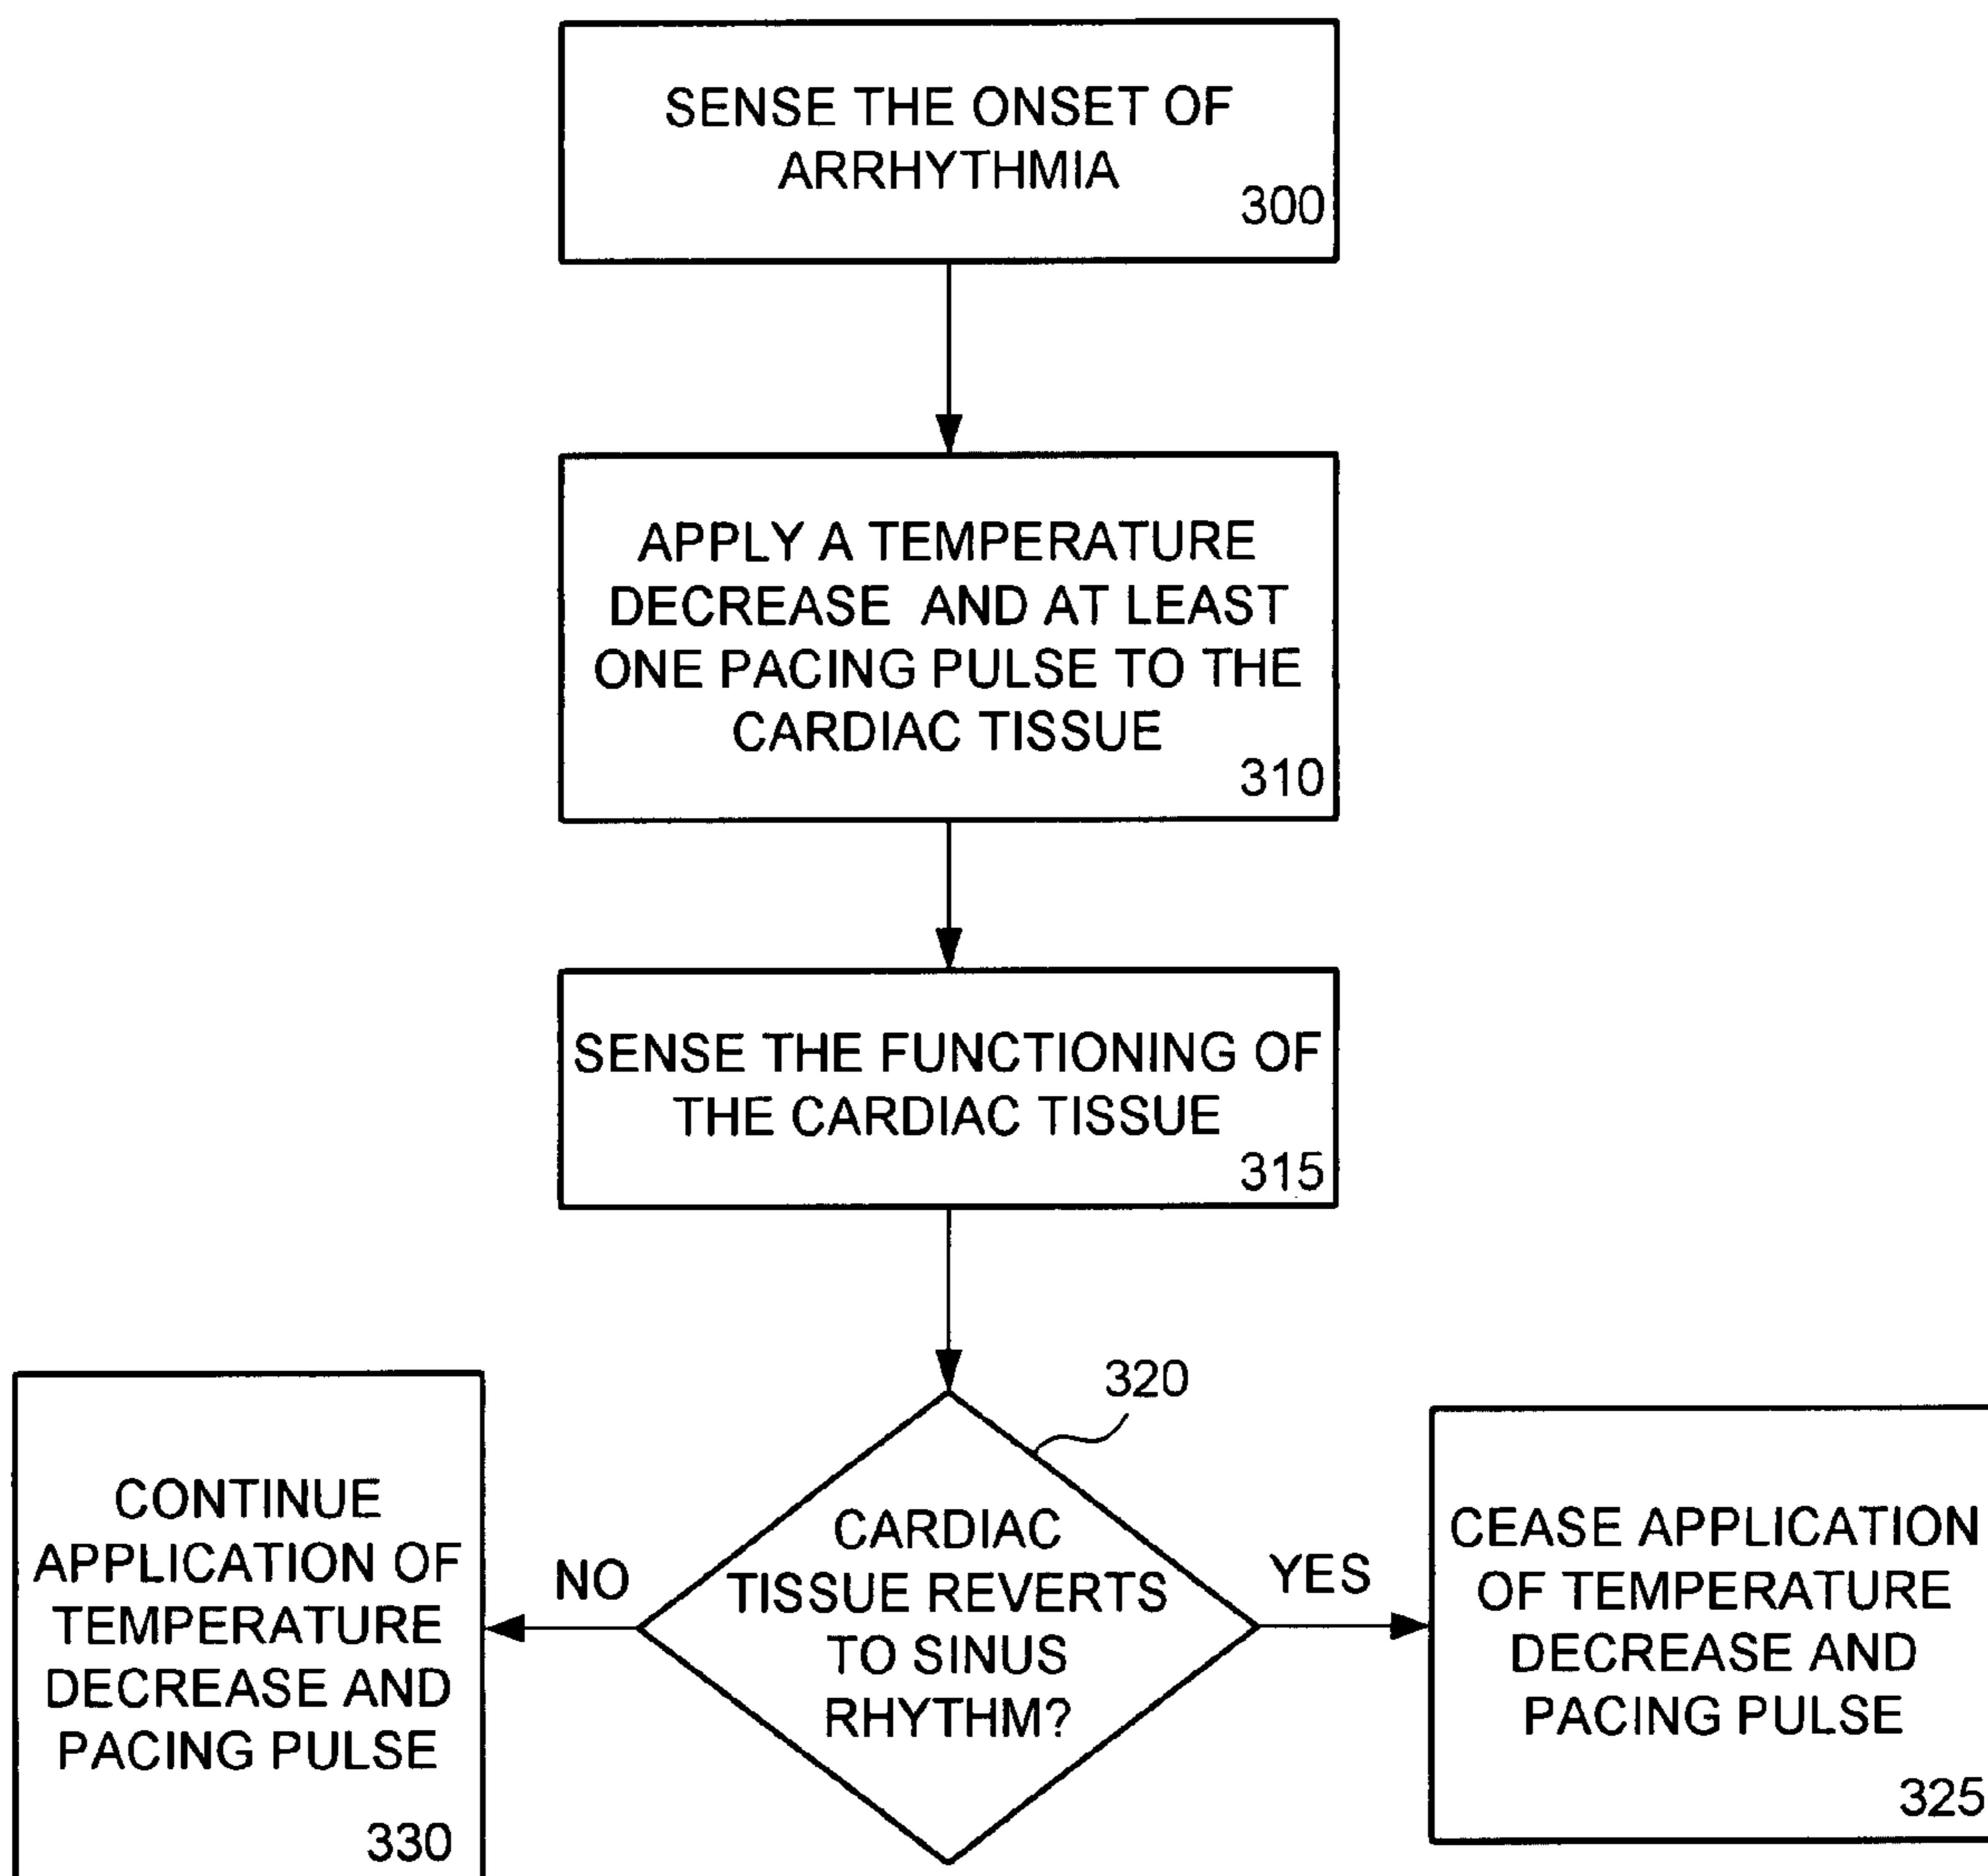 SENSE THE ONSET OF
ARRHYTHMIA
300
APPLY A TEMPERATURE
DECREASE AND AT LEAST
ONE PACING PULSE TO THE
CARDIAC TISSUE
310
SENSE THE FUNCTIONING OF
THE CARDIAC TISSUE
315
320
CARDIAC
TISSUE REVERTS
TO SINUS
RHYTHM?
NO
CONTINUE
APPLICATION OF
TEMPERATURE
DECREASE AND
PACING PULSE
330
YES
CEASE APPLICATION
OF TEMPERATURE
DECREASE AND
PACING PULSE
325